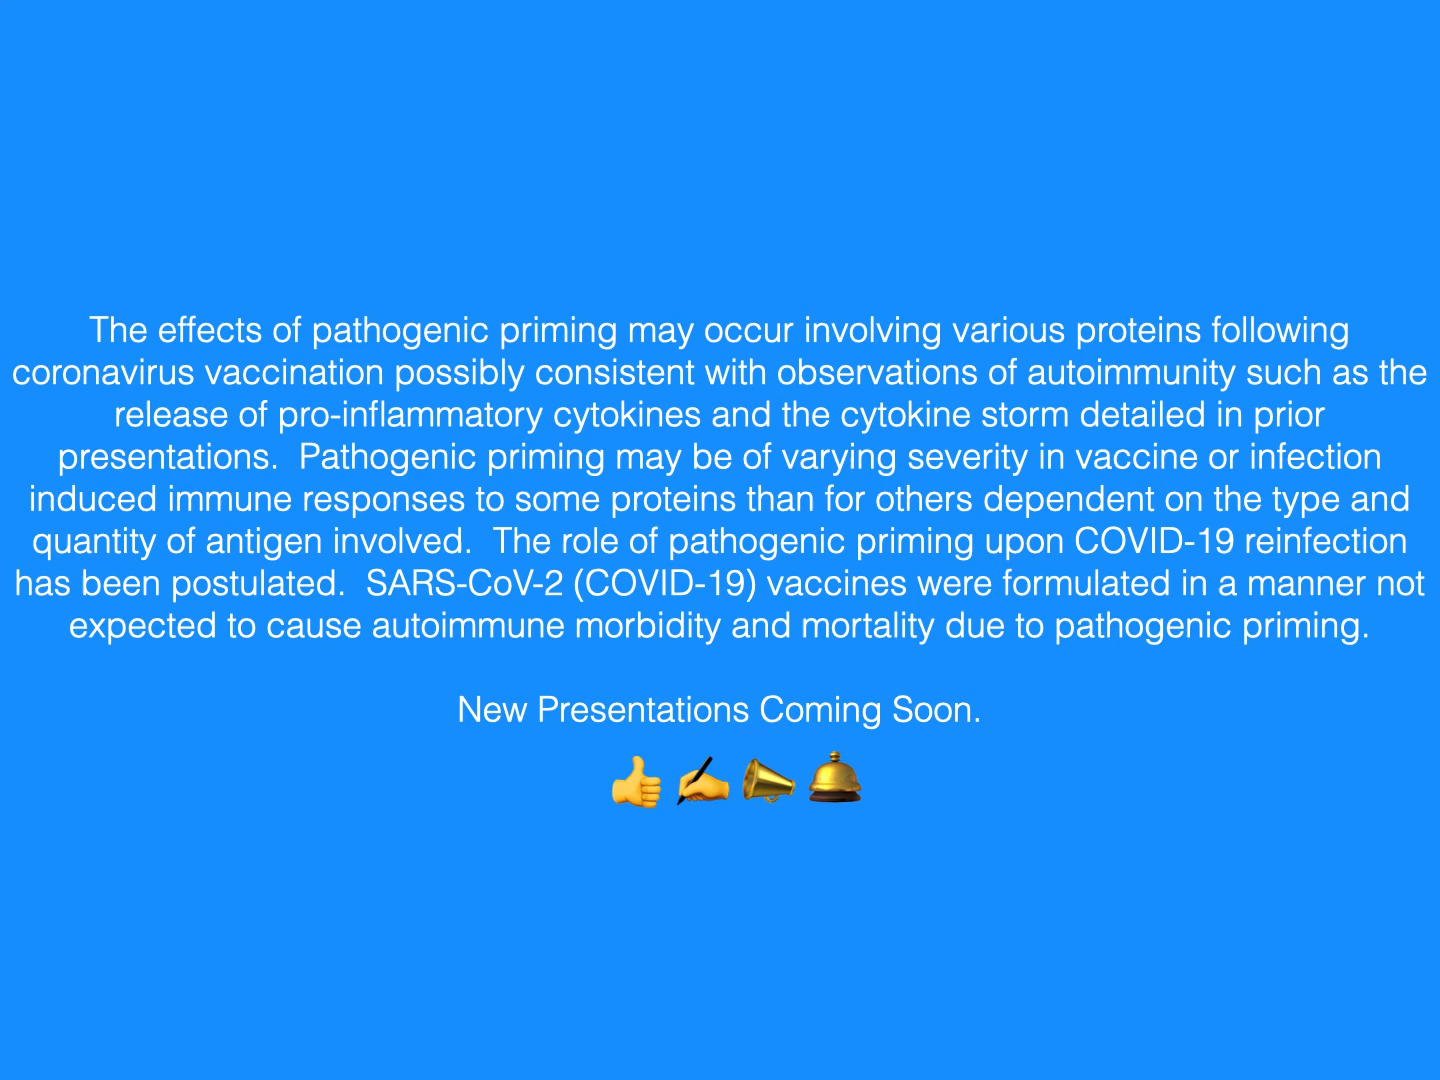 The effects of pathogenic priming may occur involving various proteins following
coronavirus vaccination possibly consistent with observations of autoimmunity such as the
release of pro-inflammatory cytokines and the cytokine storm detailed in prior
presentations.  Pathogenic priming may be of varying severity in vaccine or infection
induced immune responses to some proteins than for others dependent on the type and
quantity of antigen involved.  The role of pathogenic priming upon COVID-19 reinfection
has been postulated.  SARS-CoV-2 (COVID-19) vaccines were formulated in a manner not
expected to cause autoimmune morbidity and mortality due to pathogenic priming.
New Presentations Coming Soon.